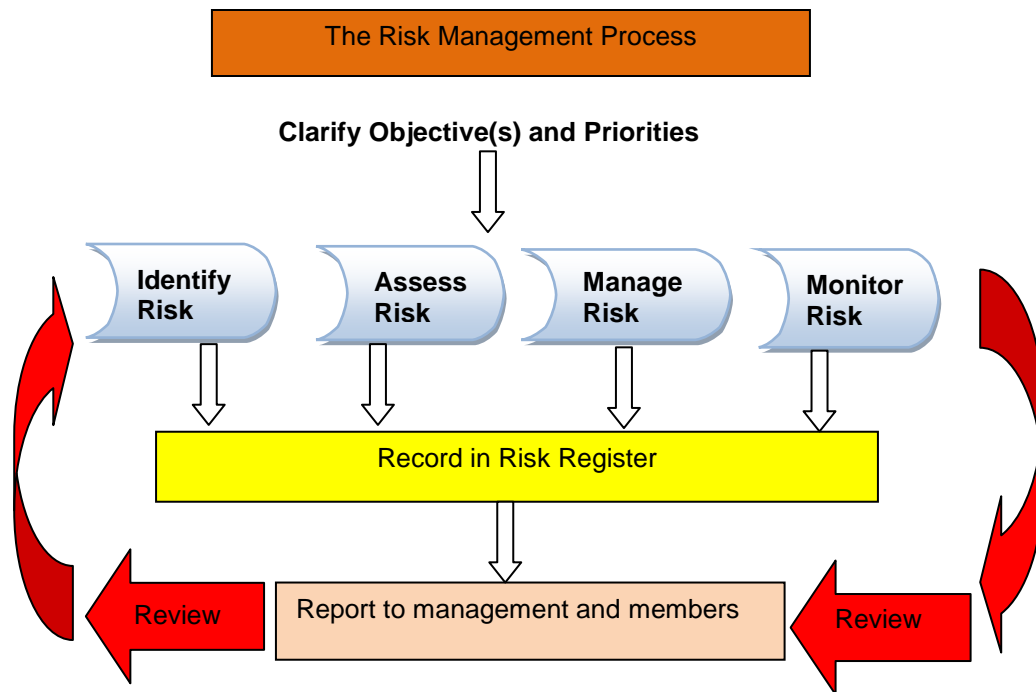 The Risk Management Process
Clarify Objective(s) and Priorities
Identify
Risk
Assess
Risk
Manage
Risk
Monitor
Risk
Record in Risk Register
Review
Report to management and members
Review